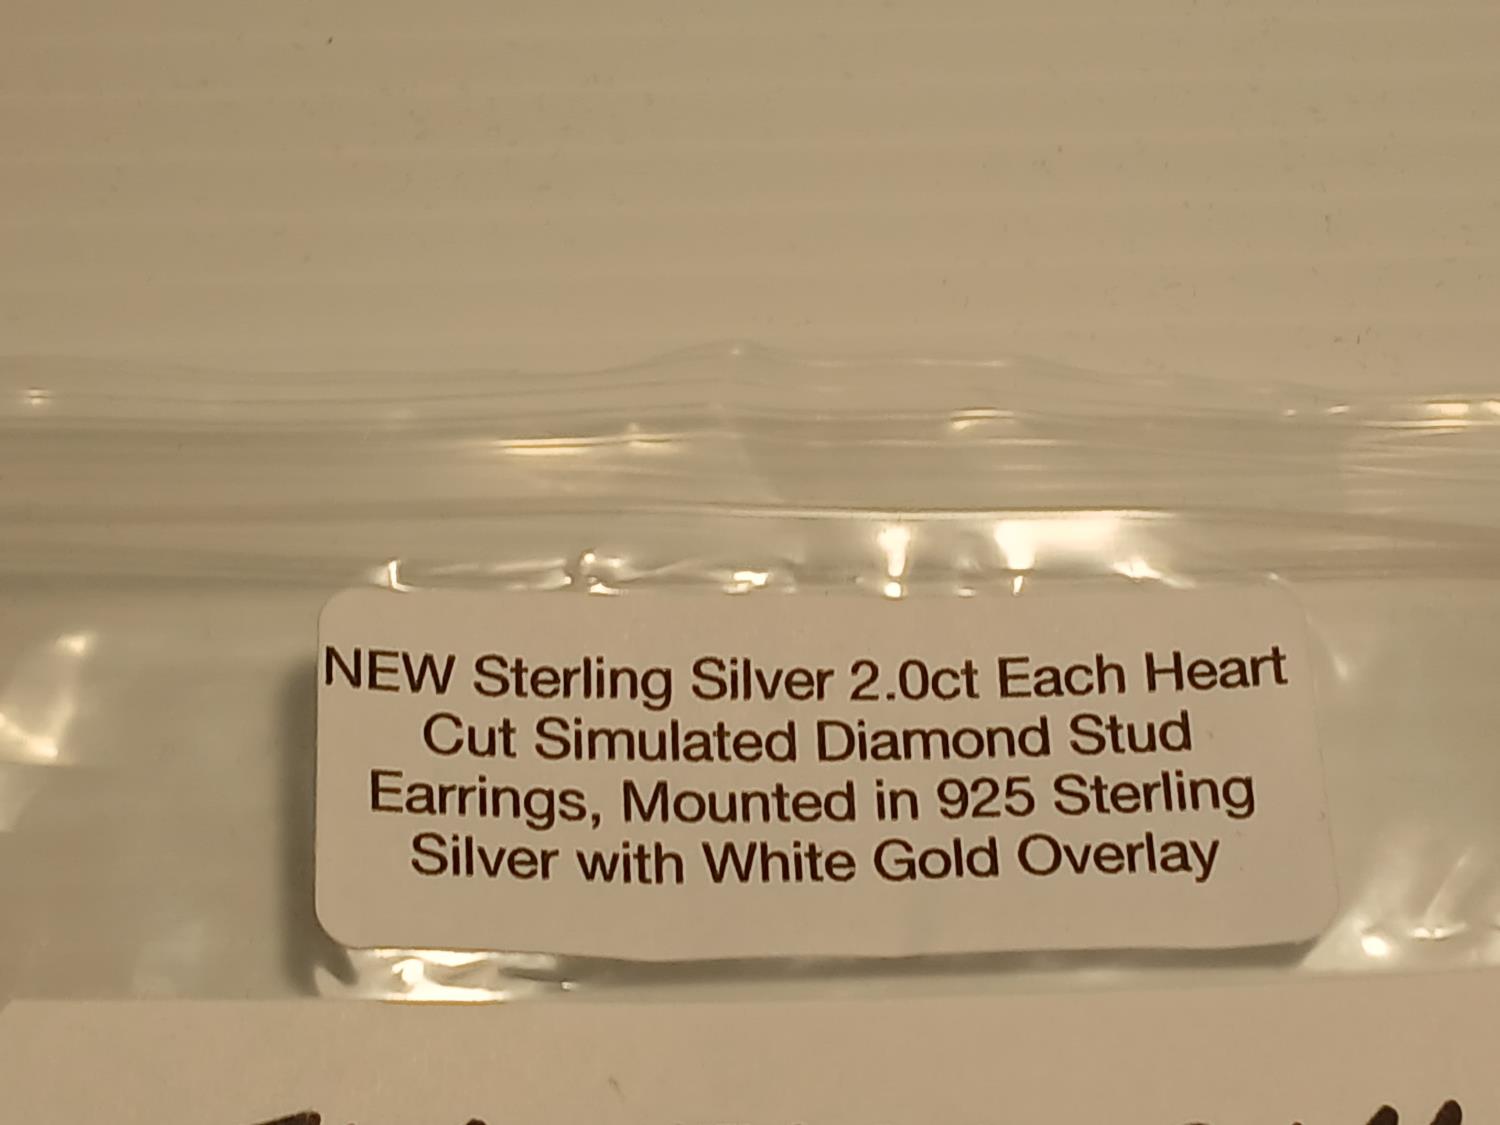 NEW Sterling Silver 2.0ct Each Heart
Cut Simulated Diamond Stud
Earrings, Mounted in 925 Sterling
Silver with White Gold Overlay